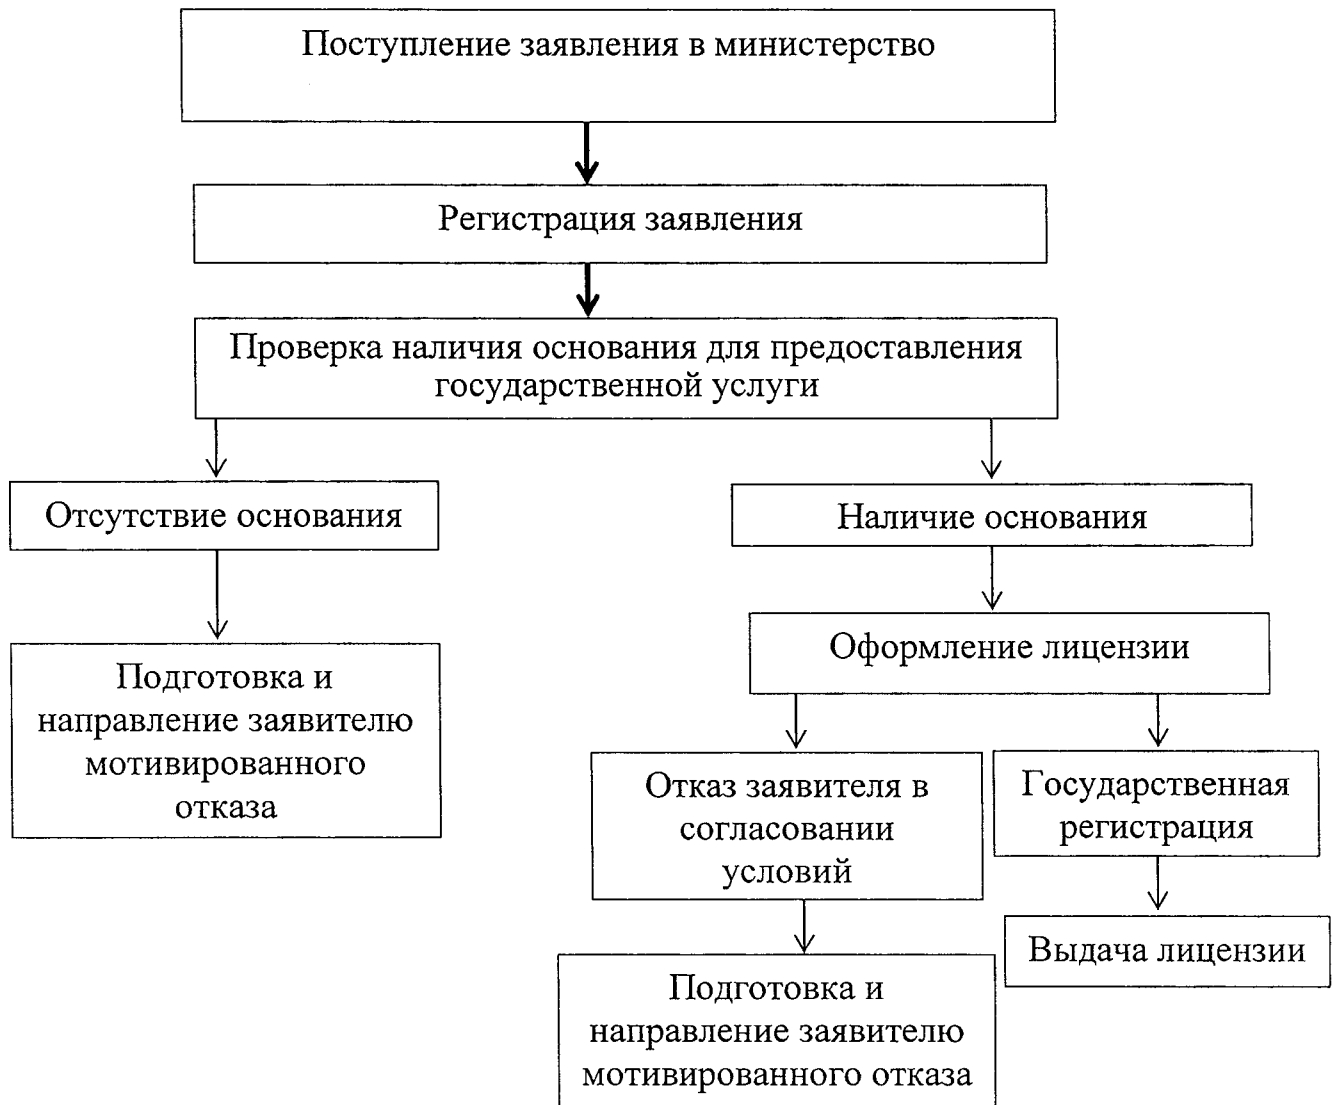 Поступление заявления в министерство
Регистрация заявления
Проверка наличия основания для предоставления
государственной услуги
Отсутствие основания
Наличие основания
Подготовка и
направление заявителю
мотивированного
отказа
Оформление лицензии
Отказ заявителя в
согласовании
условий
Государственная
регистрация
Выдача лицензии
Подготовка и
направление заявителю
мотивированного отказа